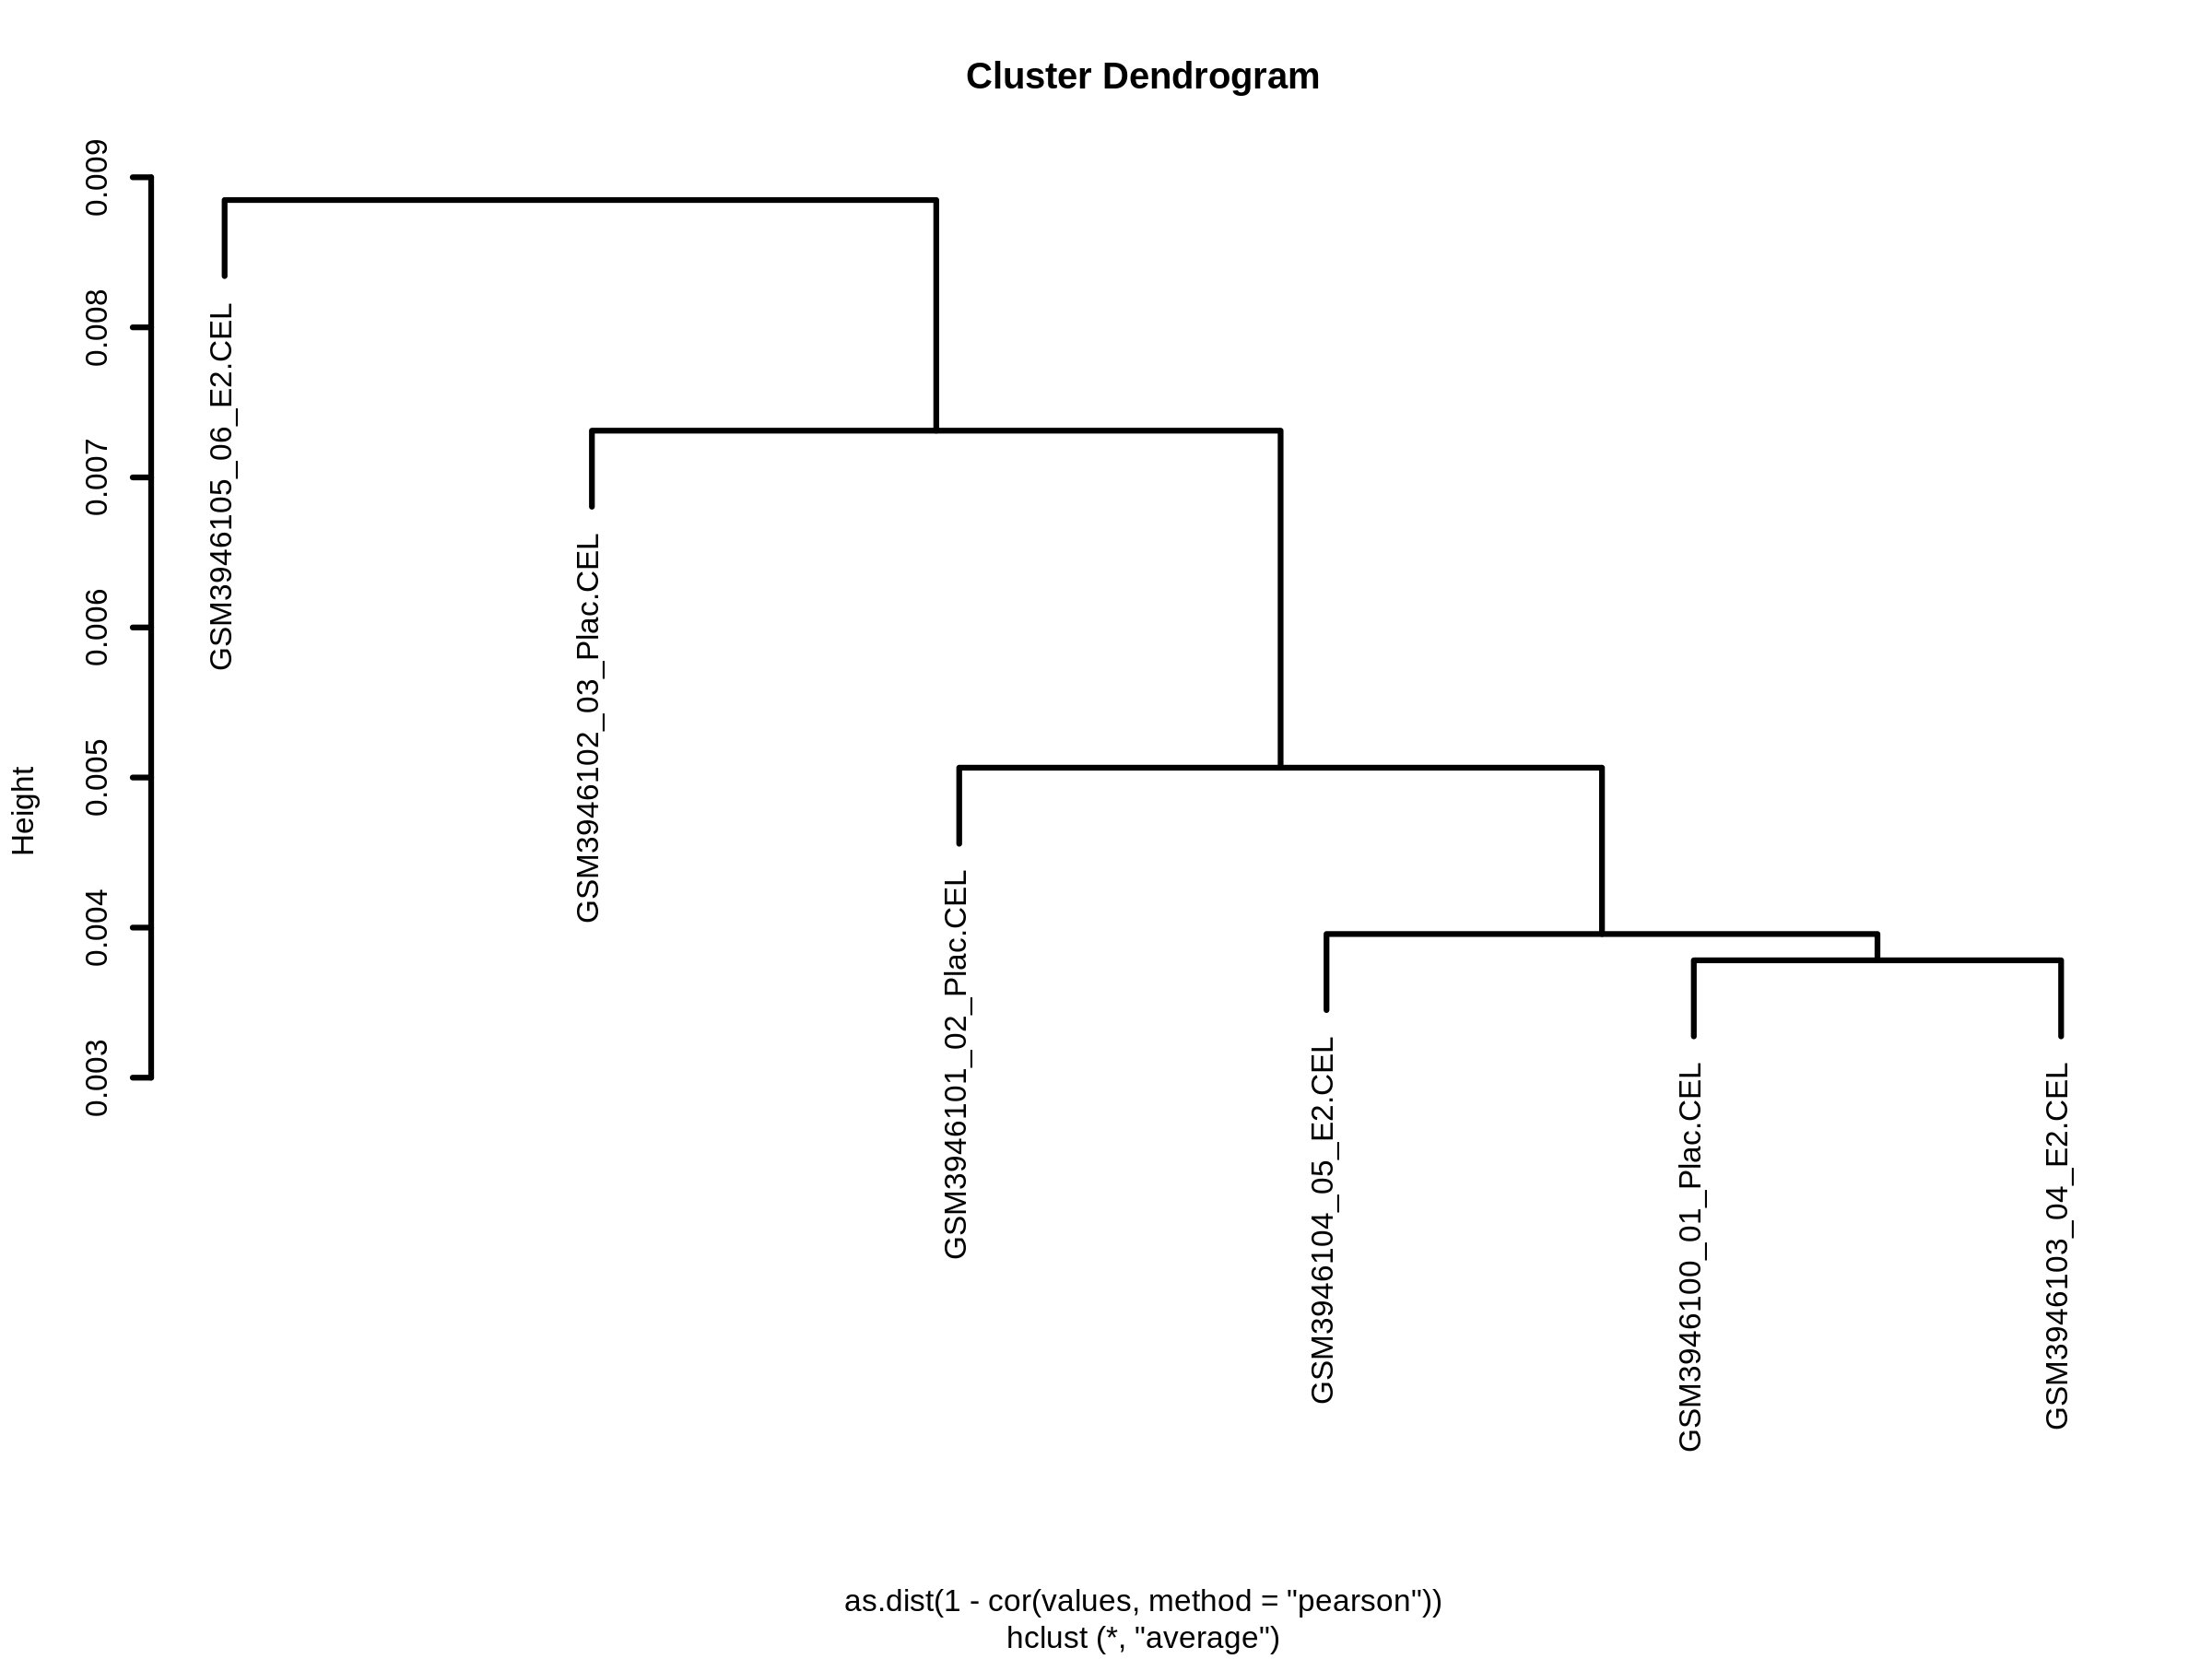 Cluster Dendrogram
Height
0.009
0.008
0.007
0.006
0.005
0.004
0.003
GSM3946105_06_E2.CEL
GSM3946102_03_Plac.CEL
GSM3946101_02_Plac.CEL
GSM3946104_05_E2.CEL
GSM3946100_01_Plac.CEL
GSM3946103_04_E2.CEL
as.dist(1 - cor(values, method = "pearson"))
hclust (*, "average")